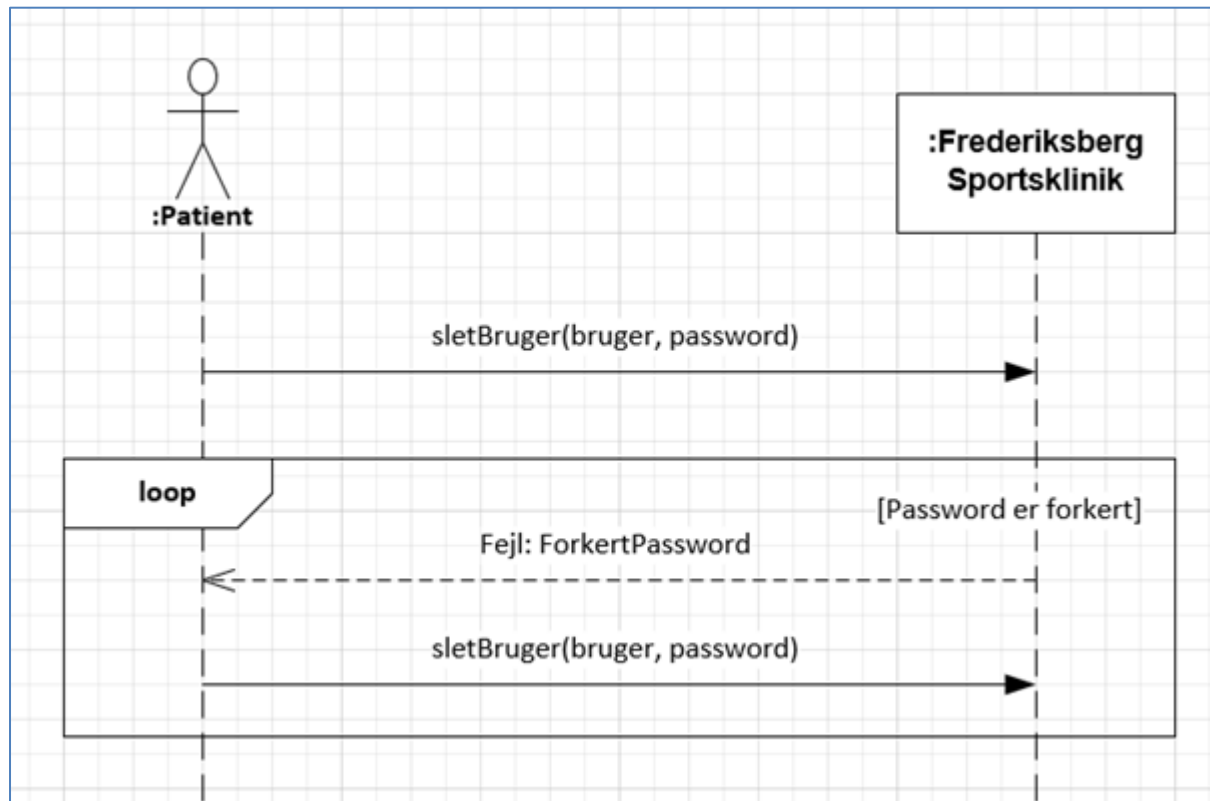 :Frederiksberg
Sportsklinik
:Patient
sletBruger(bruger, password)
loop
[Password er forkert]
Fejl: ForkertPassword
sletBruger(bruger, password)